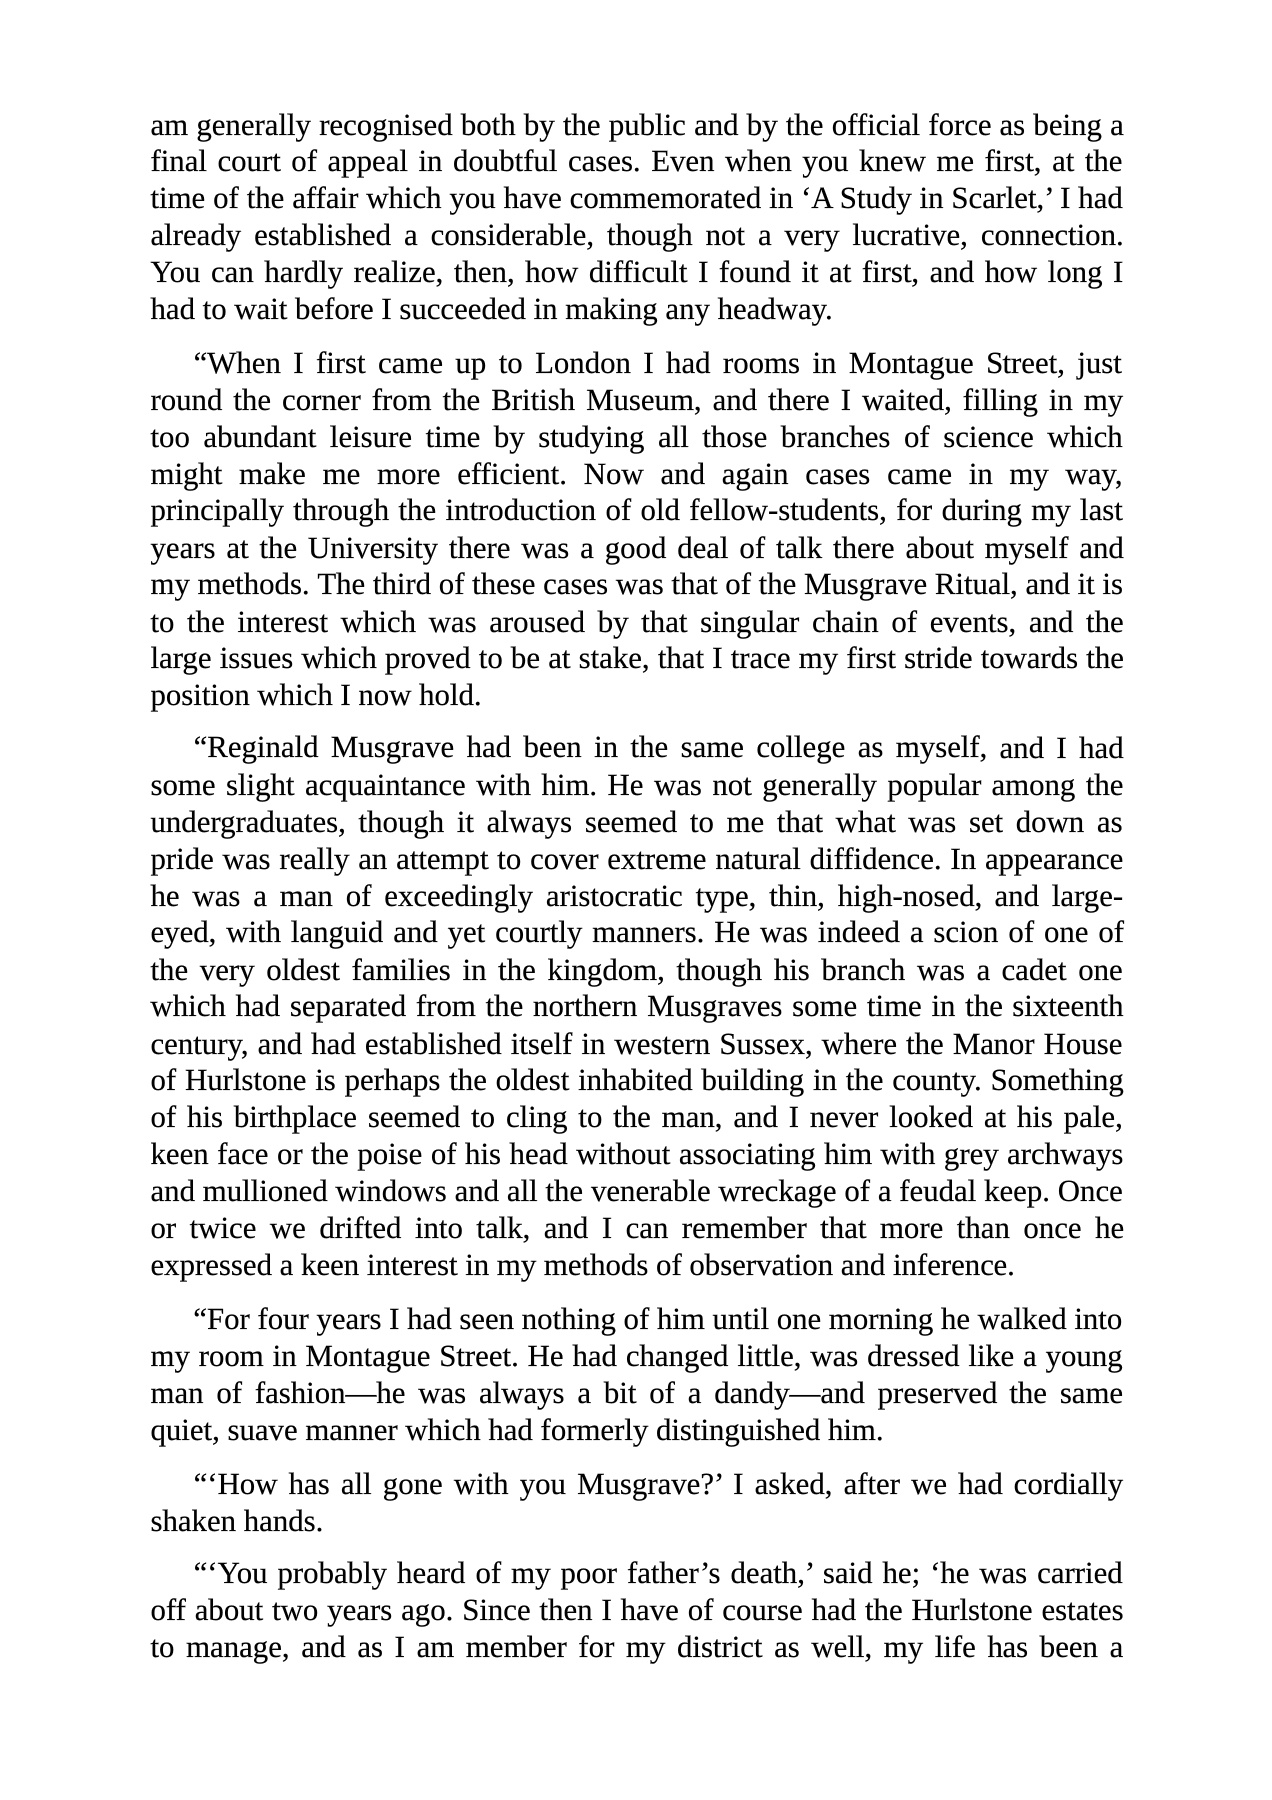 am generally recognised both by the public and by the official force as being a
final court of appeal in doubtful cases. Even when you knew me first, at the
time of the affair which you have commemorated in ‘A Study in Scarlet,’ I had
already established a considerable, though not a very lucrative, connection.
You can hardly realize, then, how difficult I found it at first, and how long I
had to wait before I succeeded in making any headway.
“When I first came up to London I had rooms in Montague Street, just
round the corner from the British Museum, and there I waited, filling in my
too abundant leisure time by studying all those branches of science which
might make me more efficient. Now and again cases came in my way,
principally through the introduction of old fellow-students, for during my last
years at the University there was a good deal of talk there about myself and
my methods. The third of these cases was that of the Musgrave Ritual, and it is
to the interest which was aroused by that singular chain of events, and the
large issues which proved to be at stake, that I trace my first stride towards the
position which I now hold.
“Reginald Musgrave had been in the same college as myself, and I had
some slight acquaintance with him. He was not generally popular among the
undergraduates, though it always seemed to me that what was set down as
pride was really an attempt to cover extreme natural diffidence. In appearance
he was a man of exceedingly aristocratic type, thin, high-nosed, and large-
eyed, with languid and yet courtly manners. He was indeed a scion of one of
the very oldest families in the kingdom, though his branch was a cadet one
which had separated from the northern Musgraves some time in the sixteenth
century, and had established itself in western Sussex, where the Manor House
of Hurlstone is perhaps the oldest inhabited building in the county. Something
of his birthplace seemed to cling to the man, and I never looked at his pale,
keen face or the poise of his head without associating him with grey archways
and mullioned windows and all the venerable wreckage of a feudal keep. Once
or twice we drifted into talk, and I can remember that more than once he
expressed a keen interest in my methods of observation and inference.
“For four years I had seen nothing of him until one morning he walked into
my room in Montague Street. He had changed little, was dressed like a young
man of fashion—he was always a bit of a dandy—and preserved the same
quiet, suave manner which had formerly distinguished him.
“‘How has all gone with you Musgrave?’ I asked, after we had cordially
shaken hands.
“‘You probably heard of my poor father’s death,’ said he; ‘he was carried
off about two years ago. Since then I have of course had the Hurlstone estates
to manage, and as I am member for my district as well, my life has been a